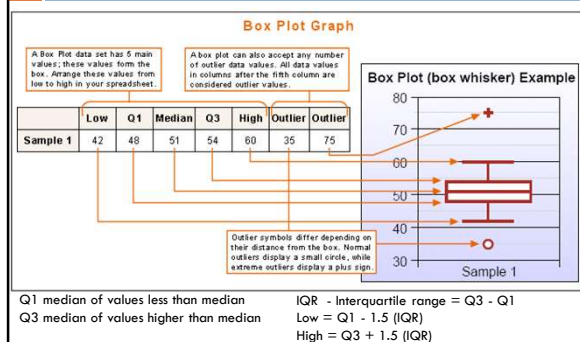 Box Plot Graph
A Box Plot data set has 5 main
values; these values form the
box. Arrange these values from
low to high in your spreadsheet.
A box plot can also accept any number
of outlier data values. All data values
in columns after the fifth column are
considered outlier values.
Low Q1 Median Q3 High Outlier Outlier
Sample 1 42 48 51 54 60 35 75
Outlier symbols differ depending on
their distance from the box. Normal
outliers display a small circle, while
extreme outliers display a plus sign.
Box Plot (box whisker) Example
80
70
60
50
40
30
Sample 1
Q1 median of values less than median
Q3 median of values higher than median
IQR - Interquartile range = Q3 - Q1
Low = Q1 - 1.5 (IQR)
High = Q3 + 1.5 (IQR)